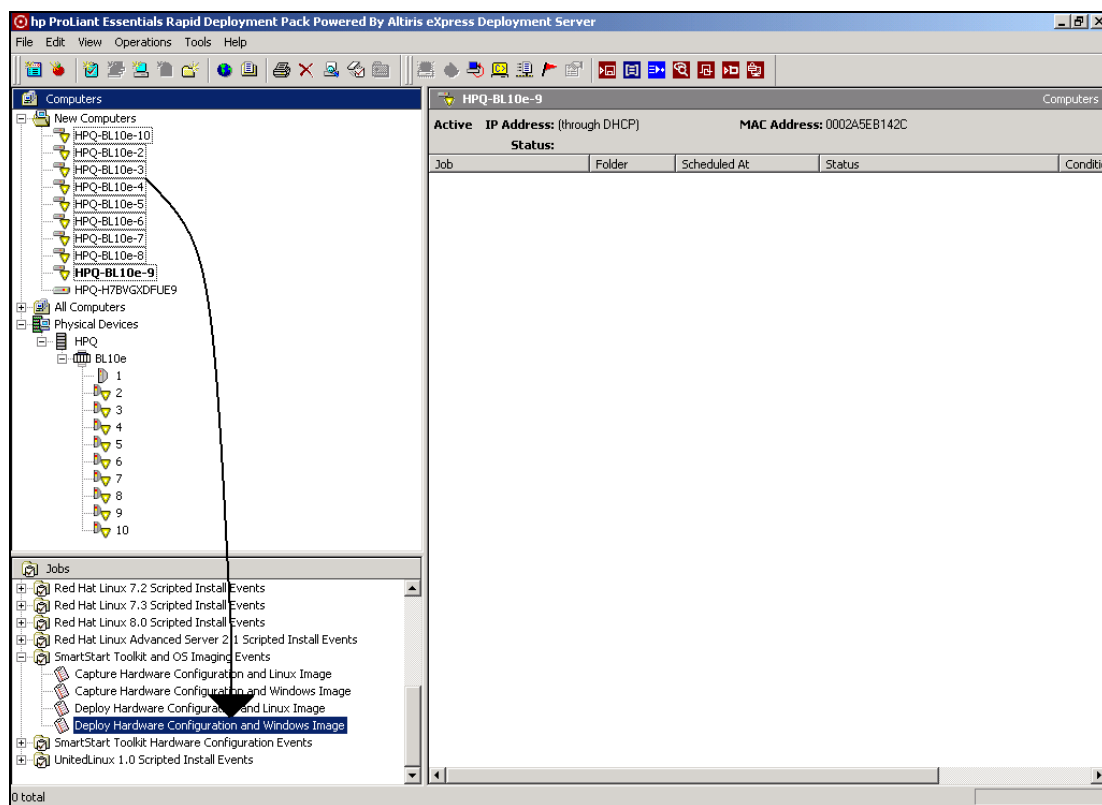 hp ProLiant Essentials Rapid Deployment Pack Powered By Altiris eXpress Deployment Server
File Edit View Operations Tools Help
Computers
New Computers
HPQ-BL10e-10
HPQ-BL10e-2
HPQ-BL10e-3
HPQ-BL10e-4
HPQ-BL10e-5
HPQ-BL10e-6
HPQ-BL10e-7
HPQ-BL10e-8
HPQ-BL10e-9
HPQ-H7BVGXDFUE9
All Computers
Physical Devices
HPQ
BL10e
1
2
3
4
5
6
7
8
9
10
Jobs
Red Hat Linux 7.2 Scripted Install Events
Red Hat Linux 7.3 Scripted Install Events
Red Hat Linux 8.0 Scripted Install Events
Red Hat Linux Advanced Server 2.1 Scripted Install Events
SmartStart Toolkit and OS Imaging Events
Capture Hardware Configuration and Linux Image
Capture Hardware Configuration and Windows Image
Deploy Hardware Configuration and Linux Image
Deploy Hardware Configuration and Windows Image
SmartStart Toolkit Hardware Configuration Events
UnitedLinux 1.0 Scripted Install Events
HPQ-BL10e-9 Computers
Active IP Address: (through DHCP) MAC Address: 0002A5EB142C
Status:
Job Folder Scheduled At Status Conditi
0 total